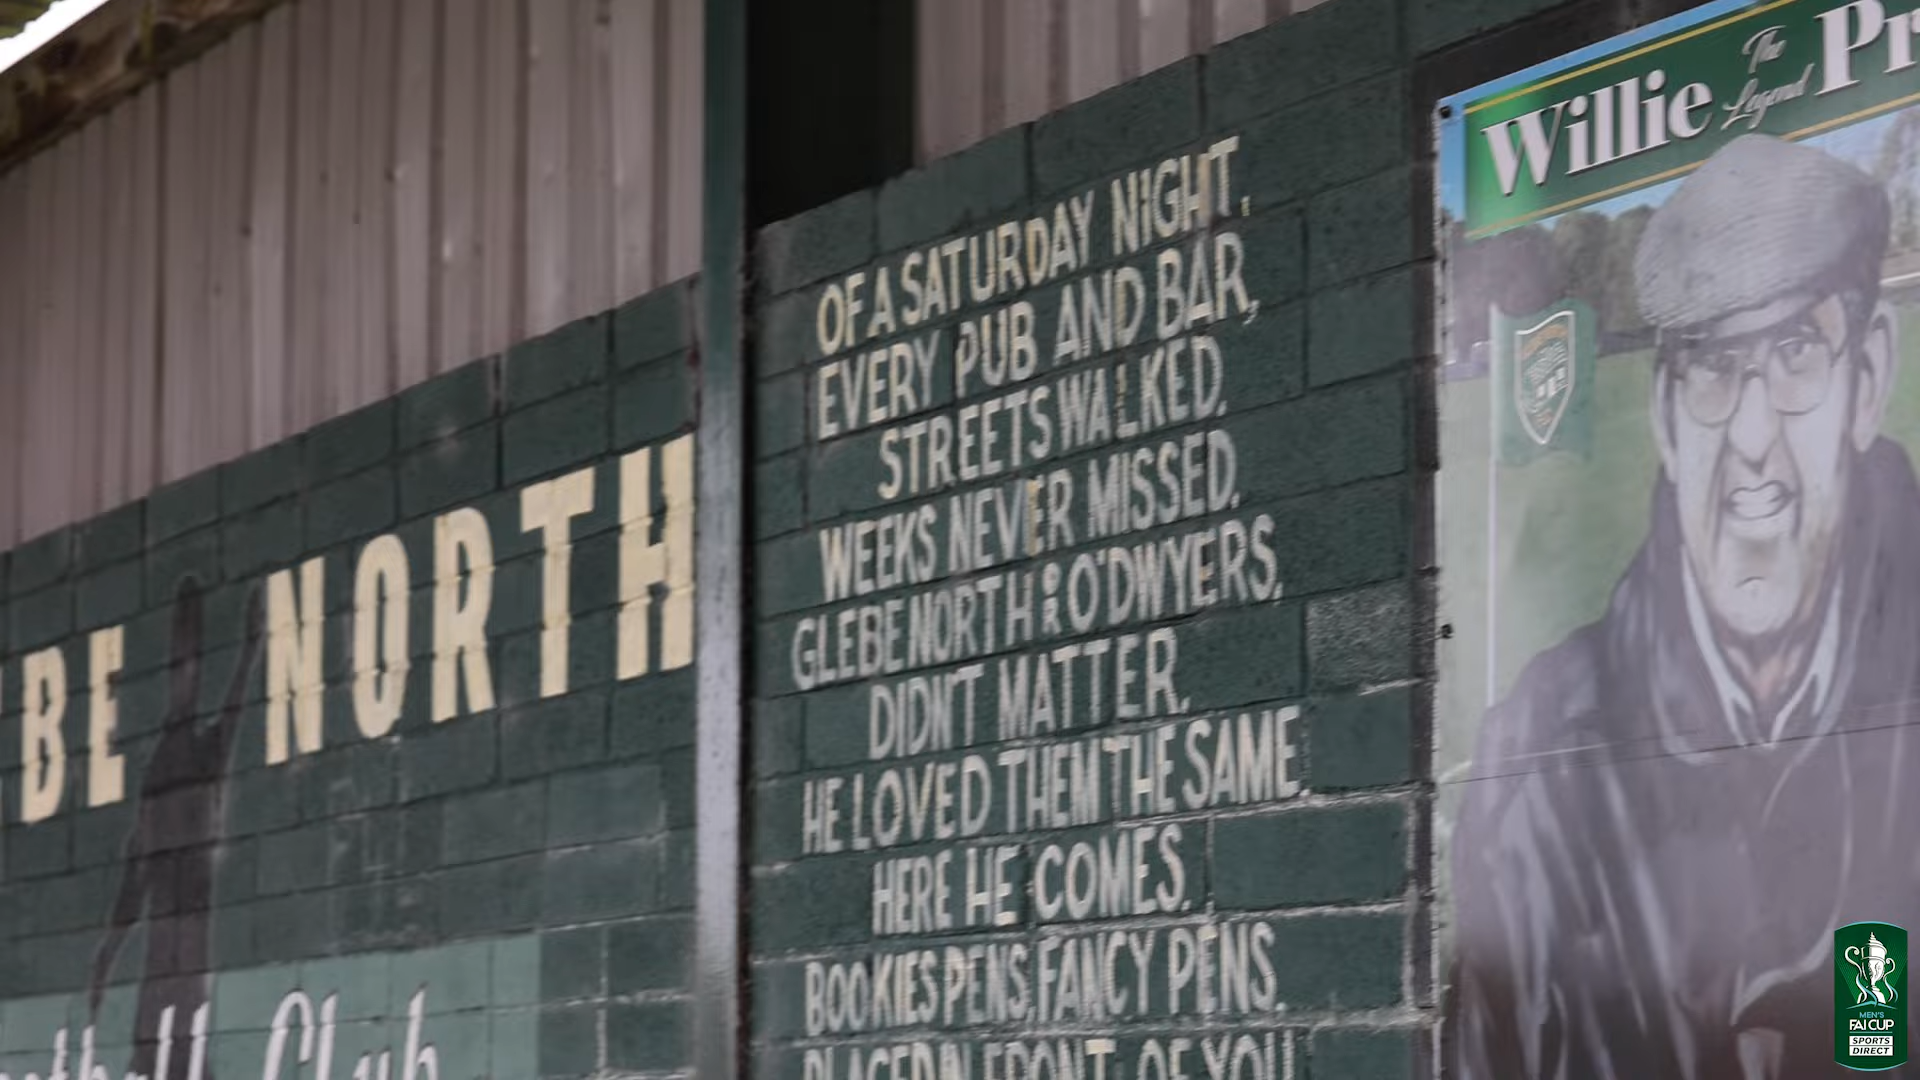 BE NORTH
Club
OF A SATURDAY NIGHT.
EVERY PUB AND BAR,
STREETS WALKED.
WEEKS NEVER MISSED.
GLEBE NORTH OR O'DWYERS,
DIDN'T MATTER.
HE LOVED THEM THE SAME.
HERE HE COMES.
BOOKIES PENS, FANCY PENS.
PLACED IN FRONT OF YOU
Willie The Legend Pr
MEN'S
FAI CUP
SPORTS
DIRECT